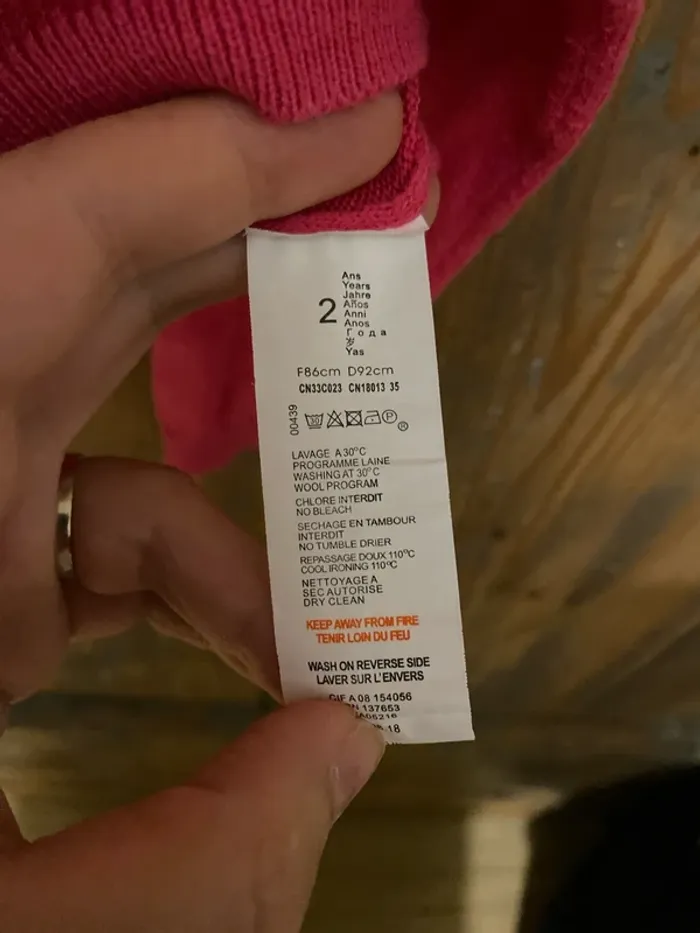 Ans
Years
Jahre
2 Años
Anni
Anos
Года
岁
Yas
F86cm D92cm
CN33C023 CN18013 35
00439
30 P
®
LAVAGE A 30°C
PROGRAMME LAINE
WASHING AT 30°C
WOOL PROGRAM
CHLORE INTERDIT
NO BLEACH
SECHAGE EN TAMBOUR
INTERDIT
NO TUMBLE DRIER
REPASSAGE DOUX 110°C
COOL IRONING 110°C
NETTOYAGE A
SEC AUTORISE
DRY CLEAN
KEEP AWAY FROM FIRE
TENIR LOIN DU FEU
WASH ON REVERSE SIDE
LAVER SUR L'ENVERS
CIF A 08 154056
137653
18